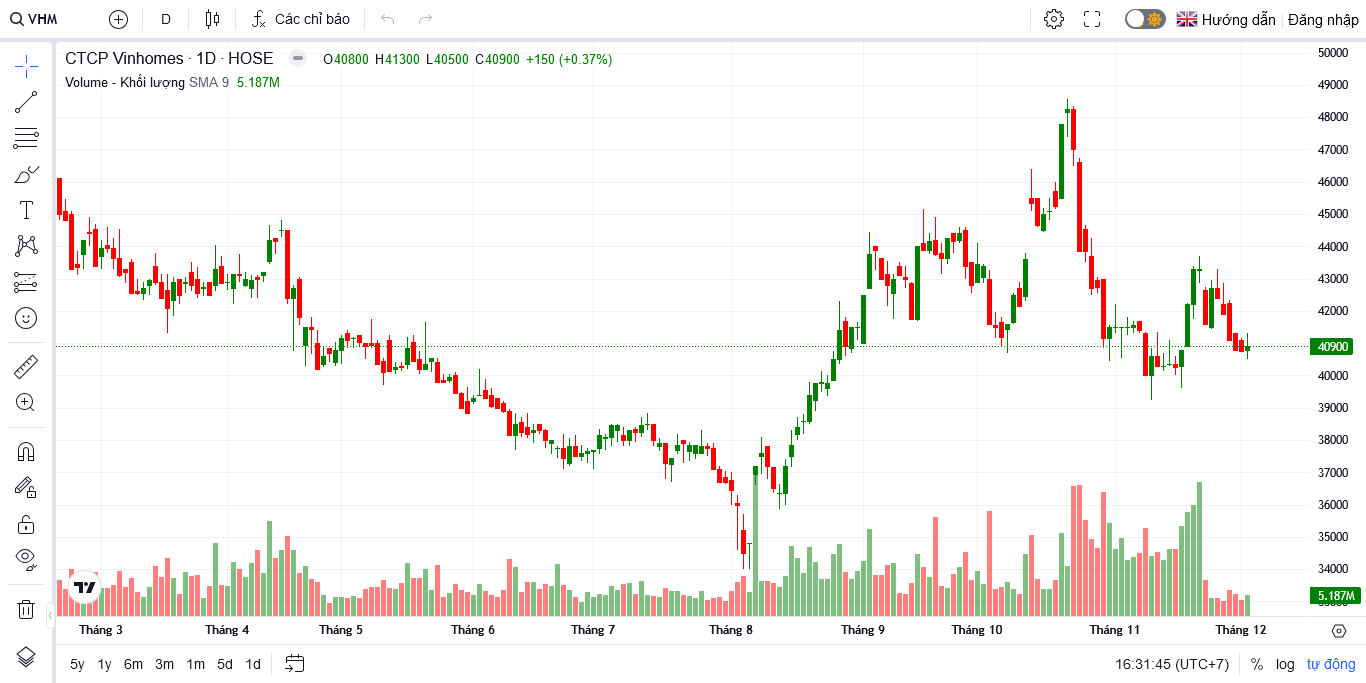 VHM D Các chỉ báo Hướng dẫn Đăng nhập
CTCP Vinhomes · 1D · HOSE O40800 H41300 L40500 C40900 +150 (+0.37%)
Volume - Khối lượng SMA 9 5.187M
50000
49000
48000
47000
46000
45000
44000
43000
42000
40900
40000
39000
38000
37000
36000
35000
34000
5.187M
Tháng 3 Tháng 4 Tháng 5 Tháng 6 Tháng 7 Tháng 8 Tháng 9 Tháng 10 Tháng 11 Tháng 12
5y 1y 6m 3m 1m 5d 1d 16:31:45 (UTC+7) % log tự động